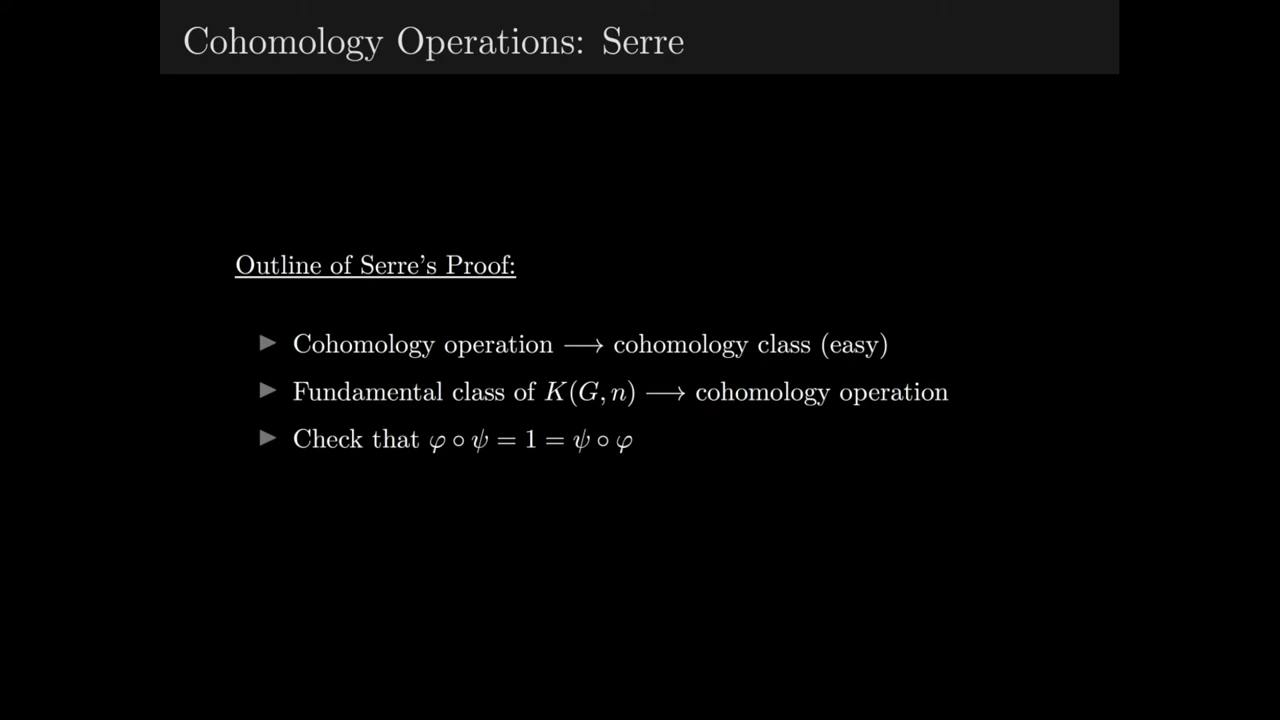 Cohomology Operations: Serre
Outline of Serre's Proof:
▶ Cohomology operation ⟶ cohomology class (easy)
▶ Fundamental class of K(G, n) ⟶ cohomology operation
▶ Check that φ ∘ ψ = 1 = ψ ∘ φ